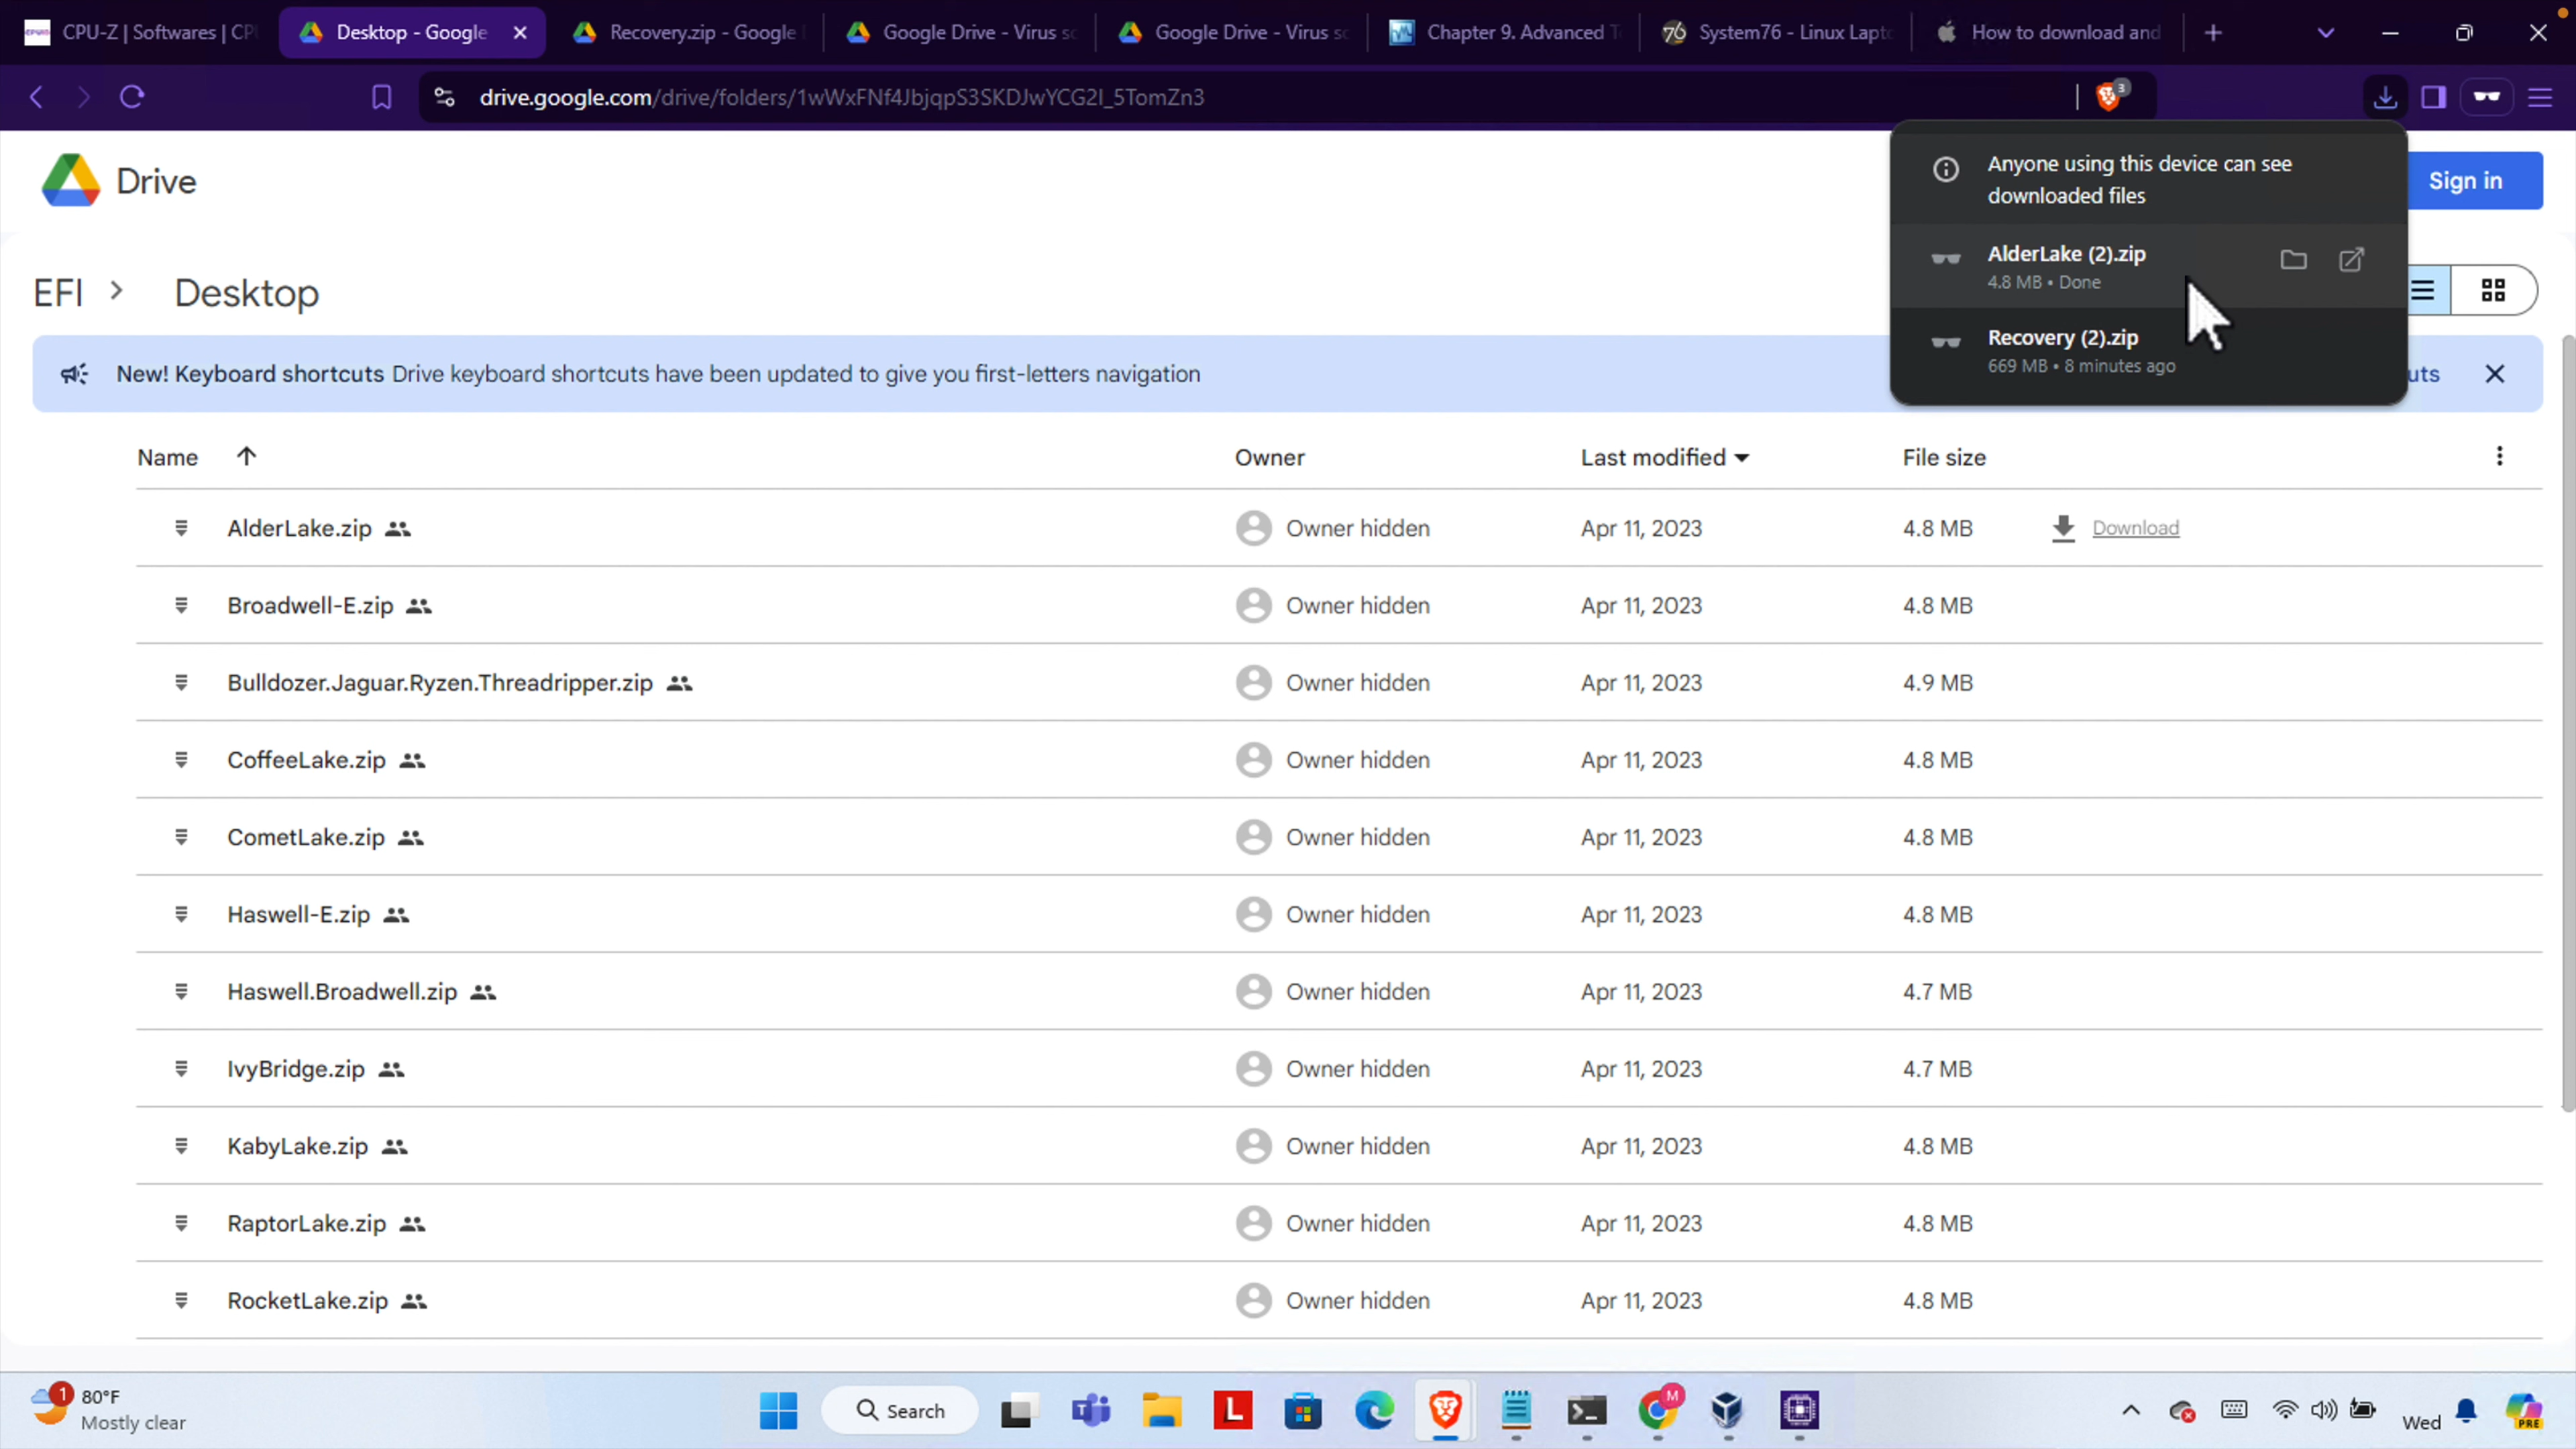 CPU-Z | Softwares | CPU
Desktop - Google
Recovery.zip - Google
Google Drive - Virus sc
Google Drive - Virus sc
Chapter 9. Advanced To
System76 - Linux Lapto
How to download and
drive.google.com/drive/folders/1wWxFNf4JbjqpS3SKDJwYCG2I_5TomZn3
3
Drive
Sign in
Anyone using this device can see
downloaded files
AlderLake (2).zip
4.8 MB • Done
Recovery (2).zip
669 MB • 8 minutes ago
EFI > Desktop
New! Keyboard shortcuts Drive keyboard shortcuts have been updated to give you first-letters navigation
uts
Name Owner Last modified File size
AlderLake.zip Owner hidden Apr 11, 2023 4.8 MB Download
Broadwell-E.zip Owner hidden Apr 11, 2023 4.8 MB
Bulldozer.Jaguar.Ryzen.Threadripper.zip Owner hidden Apr 11, 2023 4.9 MB
CoffeeLake.zip Owner hidden Apr 11, 2023 4.8 MB
CometLake.zip Owner hidden Apr 11, 2023 4.8 MB
Haswell-E.zip Owner hidden Apr 11, 2023 4.8 MB
Haswell.Broadwell.zip Owner hidden Apr 11, 2023 4.7 MB
IvyBridge.zip Owner hidden Apr 11, 2023 4.7 MB
KabyLake.zip Owner hidden Apr 11, 2023 4.8 MB
RaptorLake.zip Owner hidden Apr 11, 2023 4.8 MB
RocketLake.zip Owner hidden Apr 11, 2023 4.8 MB
1
80°F
Mostly clear
Search
T
L
M
Wed
PRE